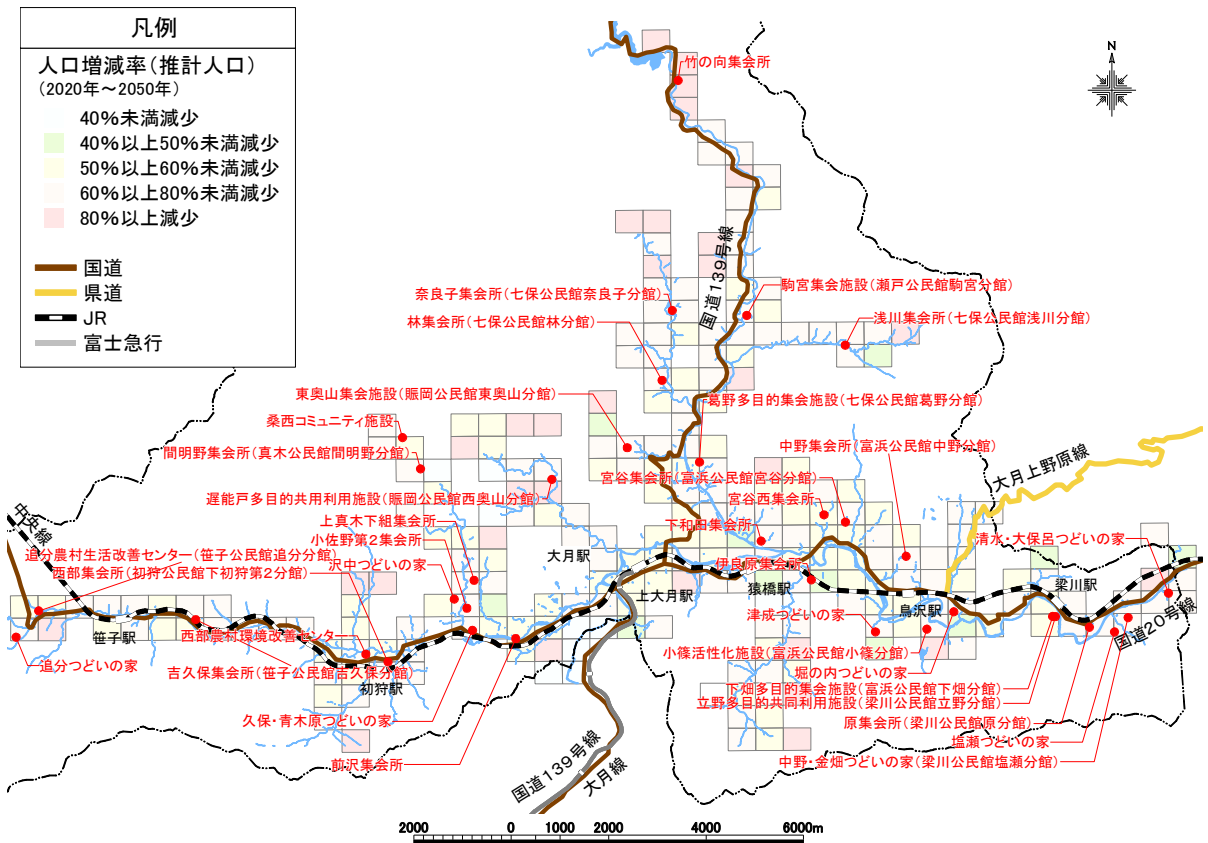 凡例
人口増減率(推計人口)
(2020年～2050年)
40%未満減少
40%以上50%未満減少
50%以上60%未満減少
60%以上80%未満減少
80%以上減少
国道
県道
JR
富士急行
N
竹の向集会所
国道139号線
奈良子集会所(七保公民館奈良子分館)
駒宮集会施設(瀬戸公民館駒宮分館)
林集会所(七保公民館林分館)
浅川集会所(七保公民館浅川分館)
東奥山集会施設(賑岡公民館東奥山分館)
葛野多目的集会施設(七保公民館葛野分館)
桑西コミュニティ施設
間明野集会所(真木公民館間明野分館)
中野集会所(富浜公民館中野分館)
大月上野原線
宮谷集会所(富浜公民館宮谷分館)
遅能戸多目的共用利用施設(賑岡公民館西奥山分館)
宮谷西集会所
中央線
上真木下組集会所
下和田集会所
小佐野第2集会所
清水・大保呂つどいの家
追分農村生活改善センター(笹子公民館追分分館)
大月駅
沢中つどいの家
伊良原集会所
西部集会所(初狩公民館下初狩第2分館)
梁川駅
上大月駅
猿橋駅
鳥沢駅
津成つどいの家
笹子駅
西部農村環境改善センター
国道20号線
小篠活性化施設(富浜公民館小篠分館)
追分つどいの家
吉久保集会所(笹子公民館吉久保分館)
堀の内つどいの家
初狩駅
下畑多目的集会施設(富浜公民館下畑分館)
立野多目的共同利用施設(梁川公民館立野分館)
久保・青木原つどいの家
原集会所(梁川公民館原分館)
塩瀬つどいの家
前沢集会所
中野・金畑つどいの家(梁川公民館塩瀬分館)
国道139号線
大月線
2000 0 1000 2000 4000 6000m